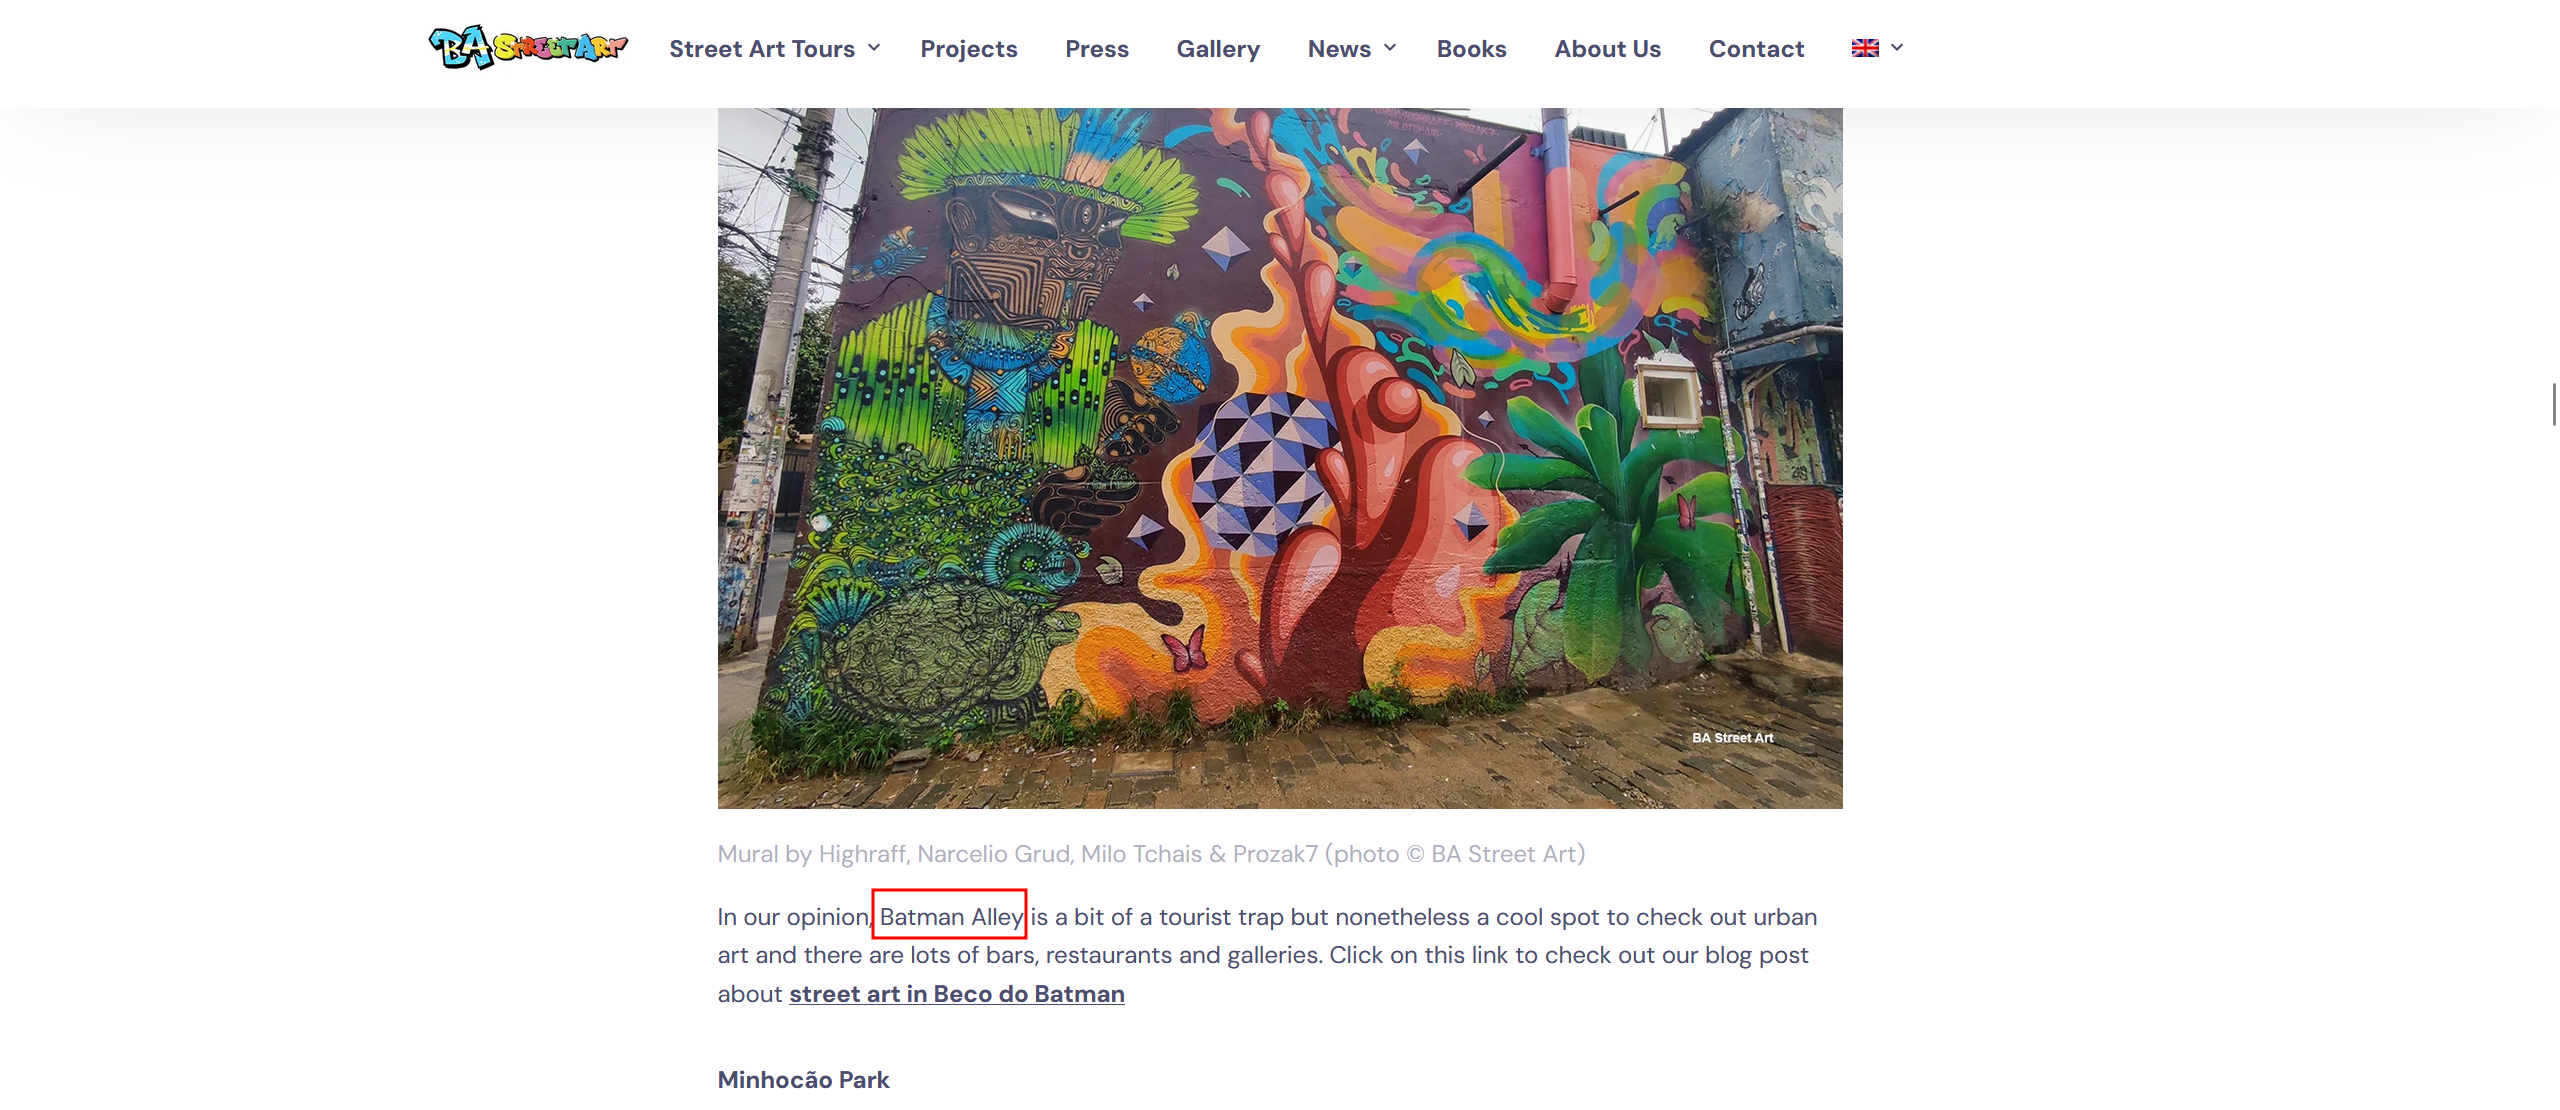 BA STREET ART Street Art Tours Projects Press Gallery News Books About Us Contact
BA Street Art
Mural by Highraff, Narcelio Grud, Milo Tchais & Prozak7 (photo © BA Street Art)
In our opinion, Batman Alley is a bit of a tourist trap but nonetheless a cool spot to check out urban
art and there are lots of bars, restaurants and galleries. Click on this link to check out our blog post
about street art in Beco do Batman
Minhocão Park